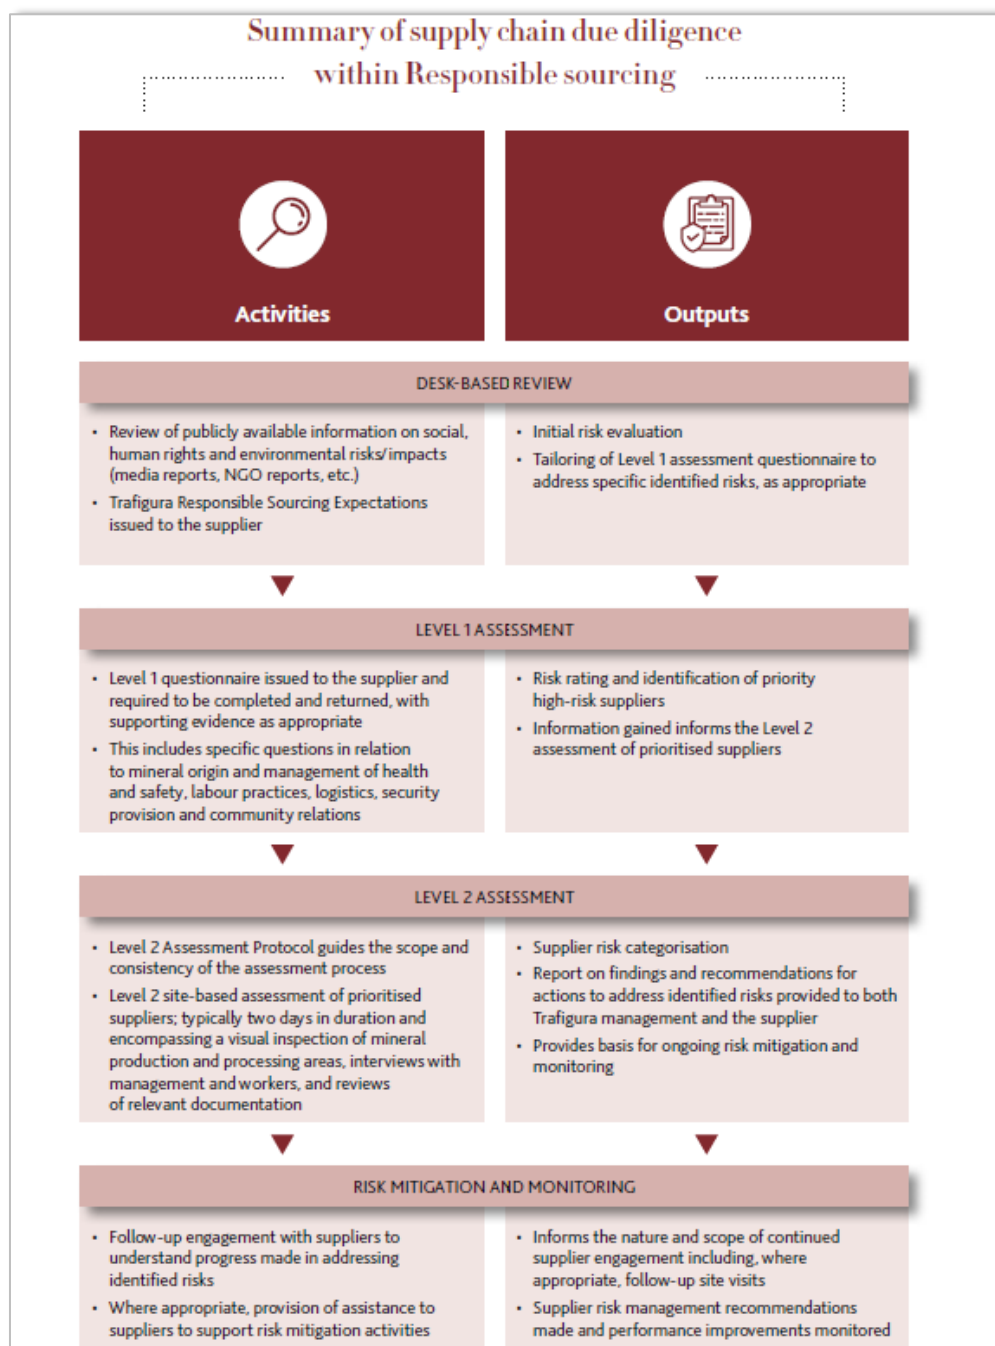 Summary of supply chain due diligence
within Responsible sourcing
Activities
Outputs
DESK-BASED REVIEW
• Review of publicly available information on social,
human rights and environmental risks/impacts
(media reports, NGO reports, etc.)
• Trafigura Responsible Sourcing Expectations
issued to the supplier
• Initial risk evaluation
• Tailoring of Level 1 assessment questionnaire to
address specific identified risks, as appropriate
LEVEL 1 ASSESSMENT
• Level 1 questionnaire issued to the supplier and
required to be completed and returned, with
supporting evidence as appropriate
• This includes specific questions in relation
to mineral origin and management of health
and safety, labour practices, logistics, security
provision and community relations
• Risk rating and identification of priority
high-risk suppliers
• Information gained informs the Level 2
assessment of prioritised suppliers
LEVEL 2 ASSESSMENT
• Level 2 Assessment Protocol guides the scope and
consistency of the assessment process
• Level 2 site-based assessment of prioritised
suppliers; typically two days in duration and
encompassing a visual inspection of mineral
production and processing areas, interviews with
management and workers, and reviews
of relevant documentation
• Supplier risk categorisation
• Report on findings and recommendations for
actions to address identified risks provided to both
Trafigura management and the supplier
• Provides basis for ongoing risk mitigation and
monitoring
RISK MITIGATION AND MONITORING
• Follow-up engagement with suppliers to
understand progress made in addressing
identified risks
• Where appropriate, provision of assistance to
suppliers to support risk mitigation activities
• Informs the nature and scope of continued
supplier engagement including, where
appropriate, follow-up site visits
• Supplier risk management recommendations
made and performance improvements monitored